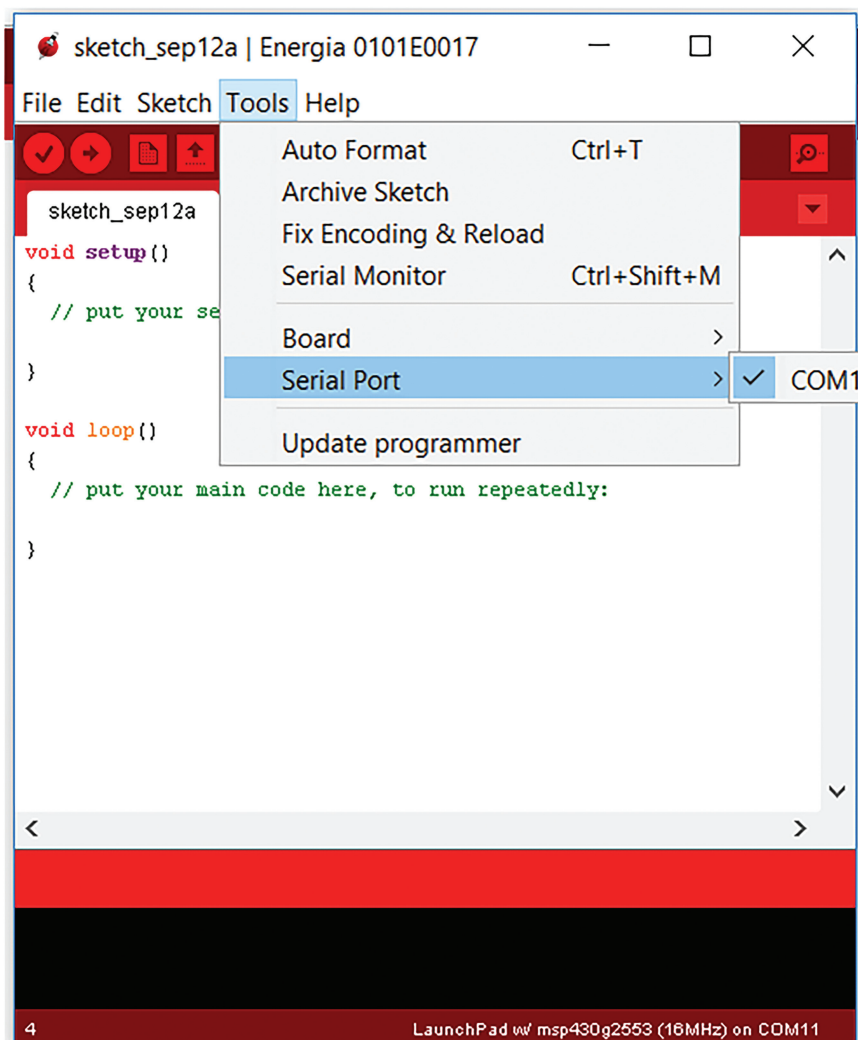 sketch_sep12a | Energia 0101E0017
File Edit Sketch Tools Help
Auto Format Ctrl+T
Archive Sketch
sketch_sep12a
Fix Encoding & Reload
void setup()
{
Serial Monitor Ctrl+Shift+M
// put your se
Board
}
Serial Port
COM1
void loop()
Update programmer
{
// put your main code here, to run repeatedly:
}
4 LaunchPad w/ msp430g2553 (16MHz) on COM11